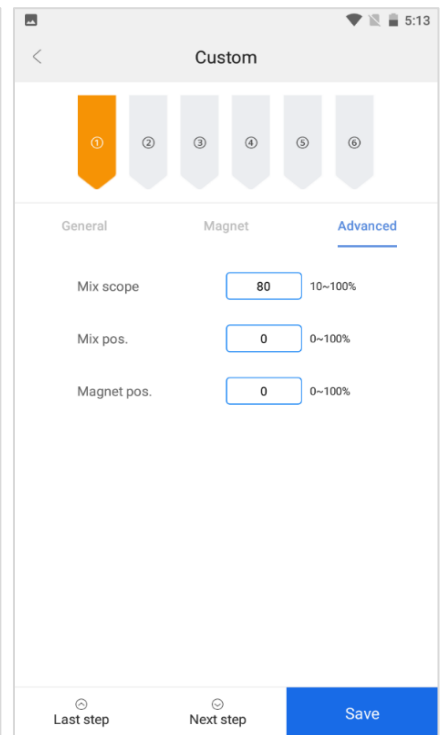 5:13
Custom
① ② ③ ④ ⑤ ⑥
General Magnet Advanced
Mix scope 80 10~100%
Mix pos. 0 0~100%
Magnet pos. 0 0~100%
Last step Next step Save